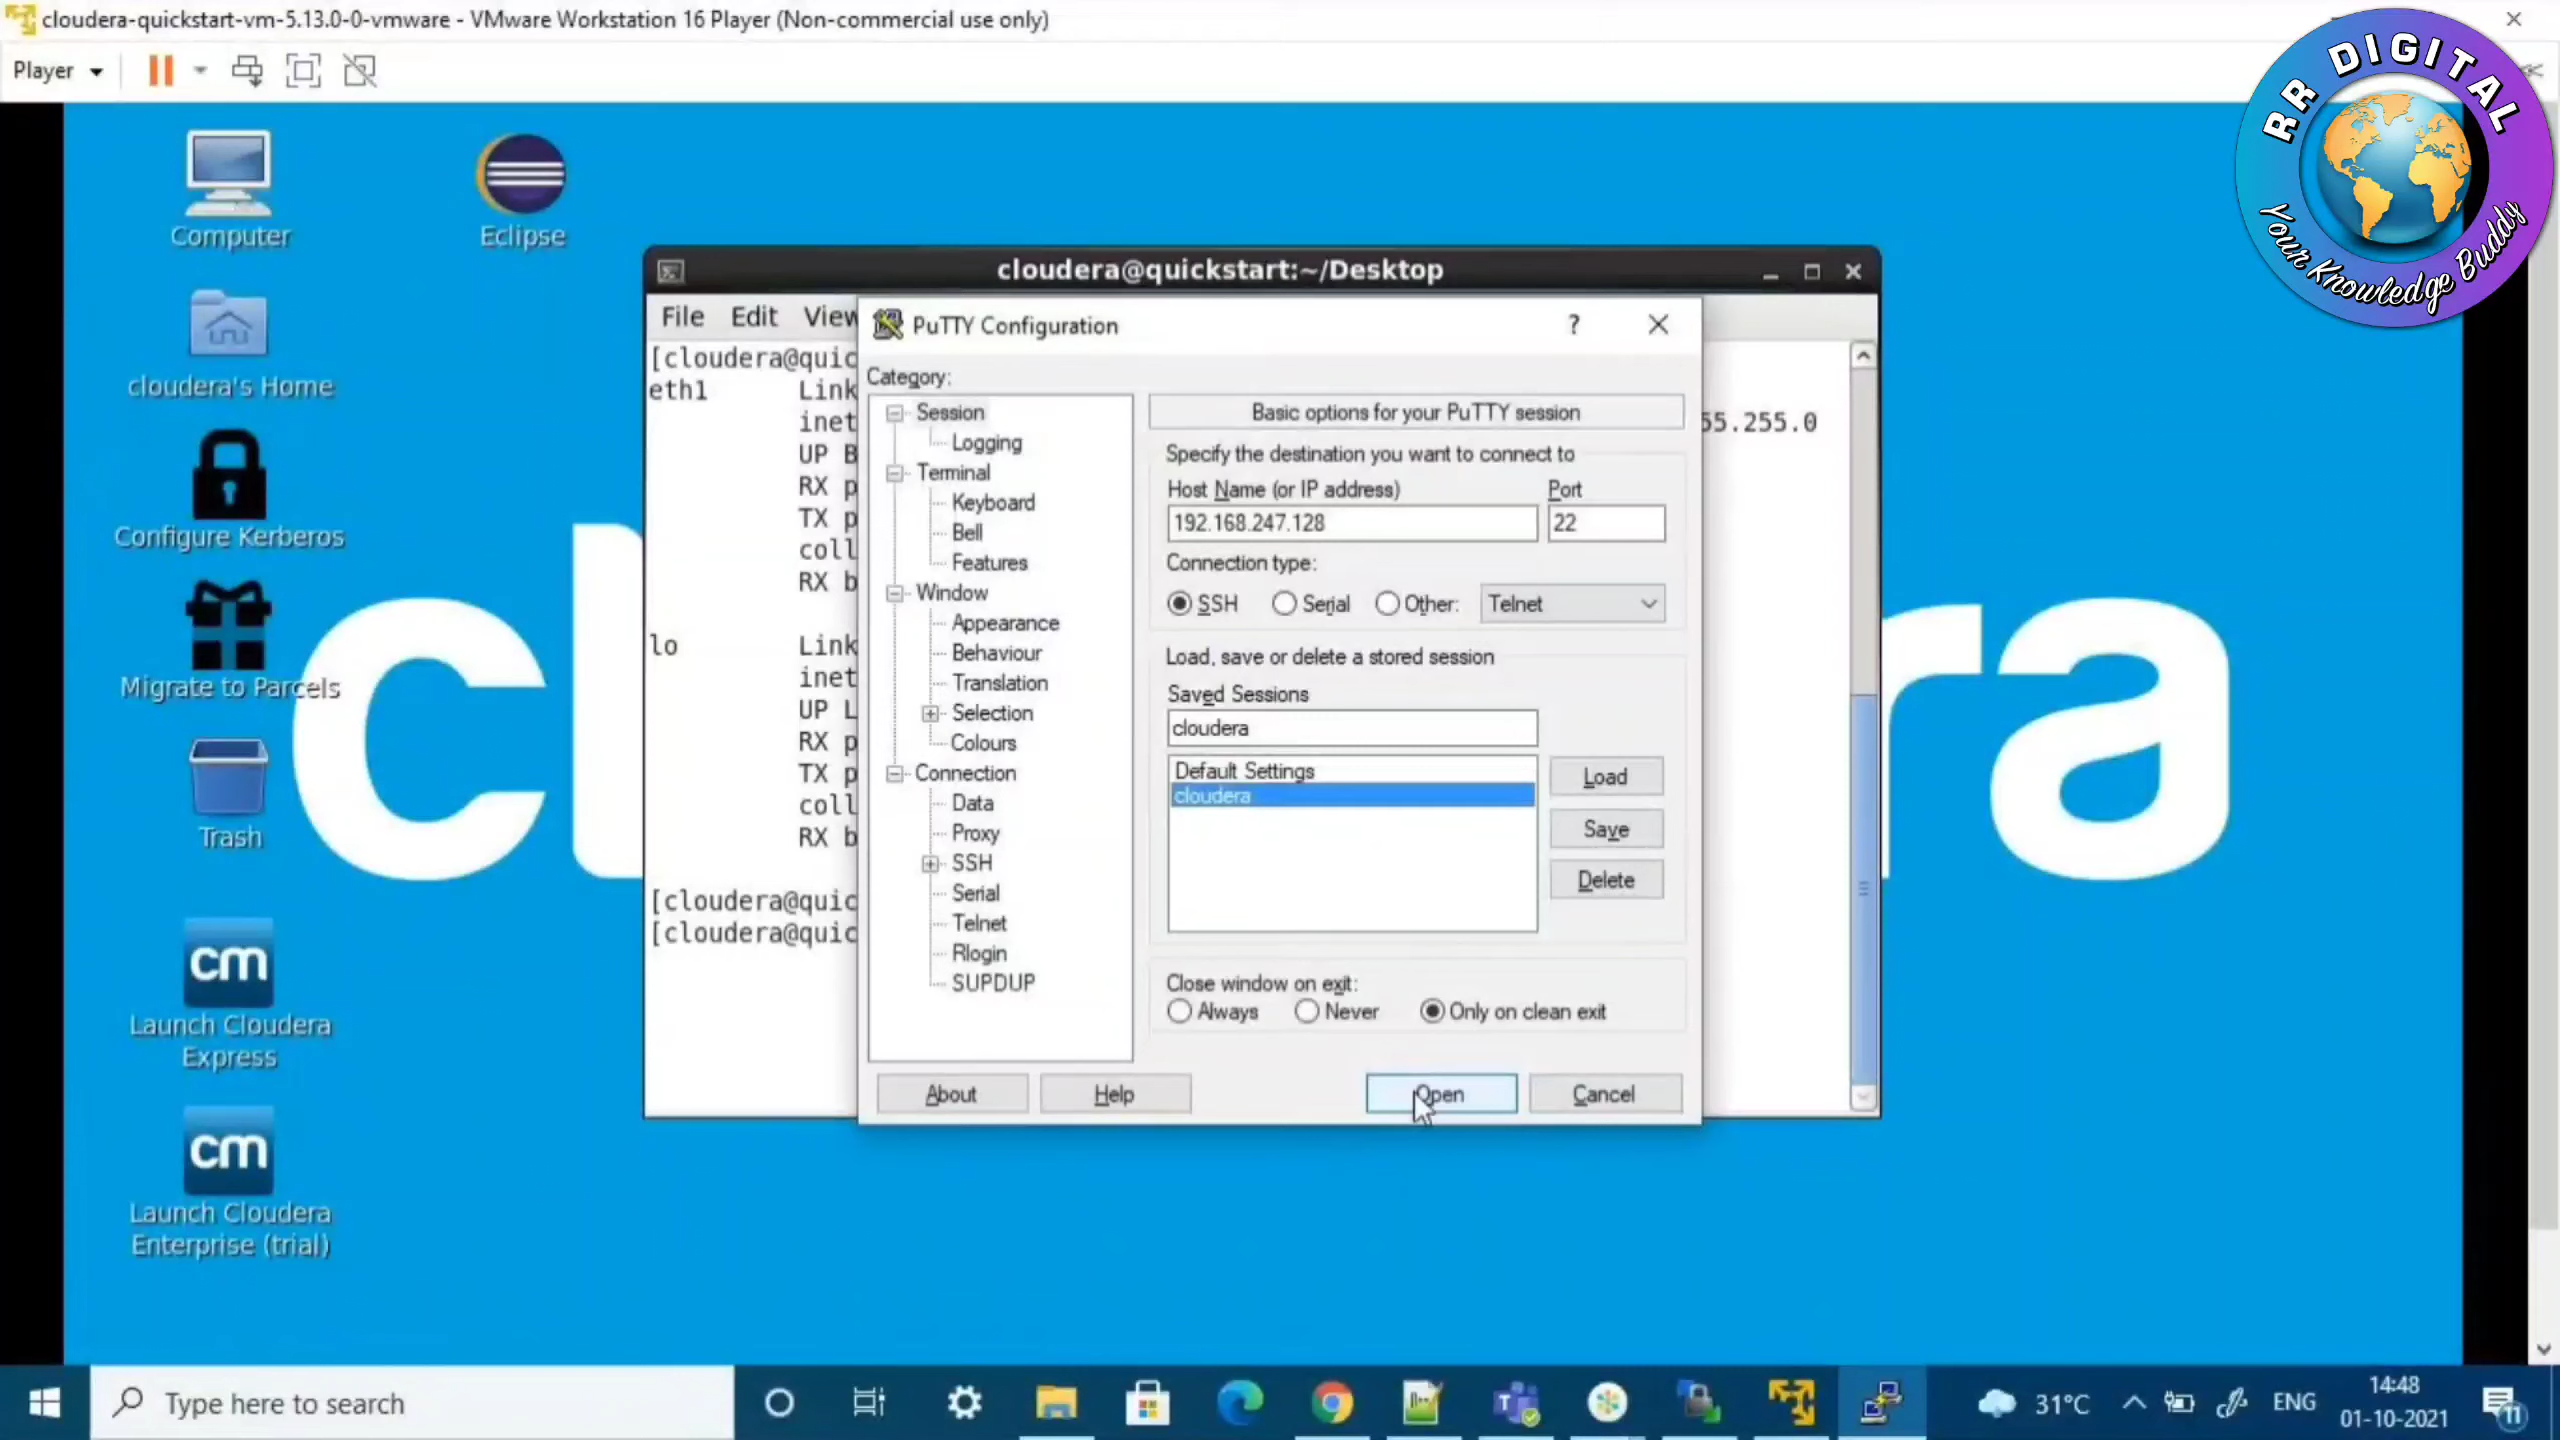 cloudera-quickstart-vm-5.13.0-0-vmware - VMware Workstation 16 Player (Non-commercial use only)
Player
RR DIGITAL
Your Knowledge Buddy
Computer
Eclipse
cloudera's Home
Configure Kerberos
Migrate to Parcels
Trash
cm
Launch Cloudera
Express
cm
Launch Cloudera
Enterprise (trial)
cl
ra
cloudera@quickstart:~/Desktop
File Edit View
[cloudera@quic
eth1 Link
inet 55.255.0
UP B
RX p
TX p
coll
RX b
lo Link
inet
UP L
RX p
TX p
coll
RX b
[cloudera@quic
[cloudera@quic
PuTTY Configuration
?
Category:
Session
Logging
Terminal
Keyboard
Bell
Features
Window
Appearance
Behaviour
Translation
Selection
Colours
Connection
Data
Proxy
SSH
Serial
Telnet
Rlogin
SUPDUP
Basic options for your PuTTY session
Specify the destination you want to connect to
Host Name (or IP address) Port
192.168.247.128 22
Connection type:
SSH Serial Other: Telnet
Load, save or delete a stored session
Saved Sessions
cloudera
Default Settings
cloudera
Load
Save
Delete
Close window on exit:
Always Never Only on clean exit
About Help Open Cancel
Type here to search
31°C ENG
14:48
01-10-2021
11